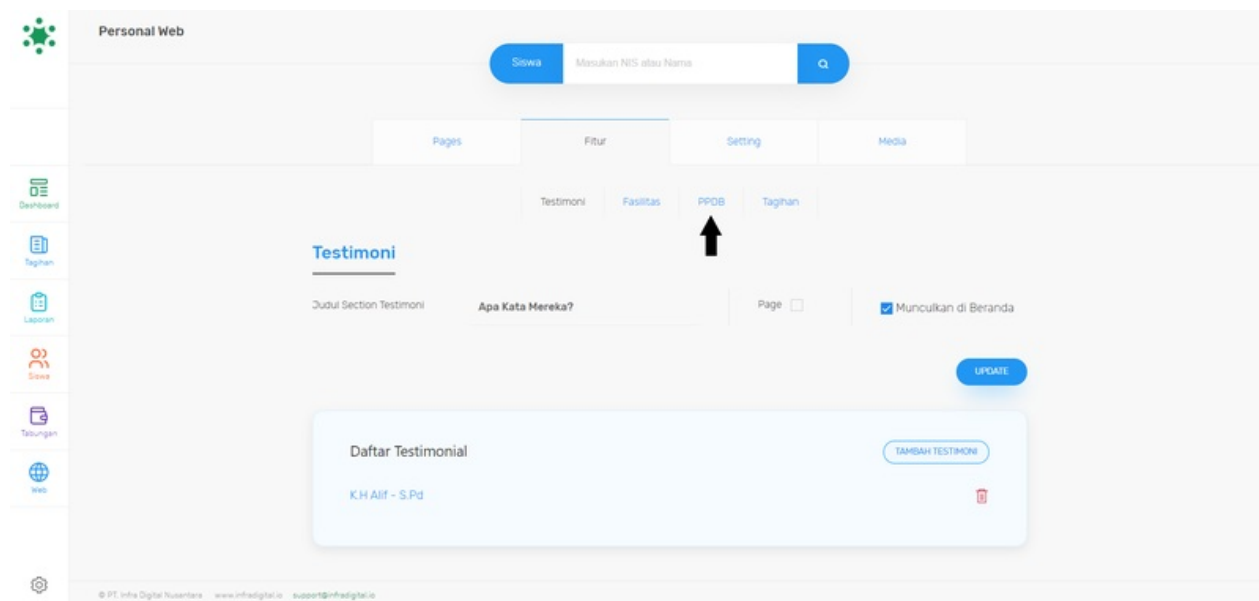 Personal Web
Siswa Masukan NIS atau Nama
Pages Fitur Setting Media
Dashboard
Testimoni Fasilitas PPDB Tagihan
Tagihan
Testimoni
Laporan
Judul Section Testimoni Apa Kata Mereka? Page Munculkan di Beranda
Siswa
UPDATE
Tabungan
Daftar Testimonial TAMBAH TESTIMONI
Web
K.H Alif - S.Pd
© PT. Infra Digital Nusantara www.infradigital.io support@infradigital.io